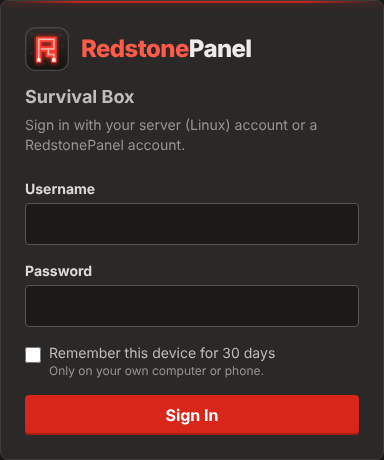 RedstonePanel
Survival Box
Sign in with your server (Linux) account or a
RedstonePanel account.
Username
Password
Remember this device for 30 days
Only on your own computer or phone.
Sign In